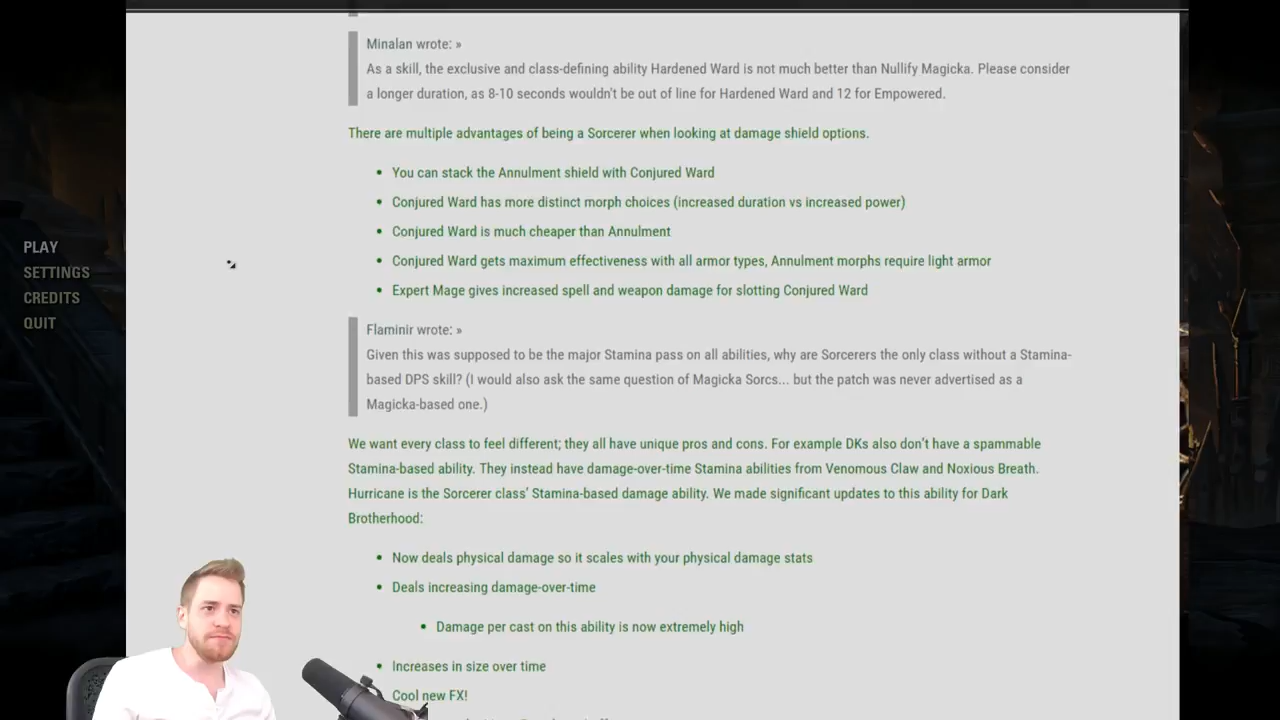 Minalan wrote: »
As a skill, the exclusive and class-defining ability Hardened Ward is not much better than Nullify Magicka. Please consider
a longer duration, as 8-10 seconds wouldn't be out of line for Hardened Ward and 12 for Empowered.
There are multiple advantages of being a Sorcerer when looking at damage shield options.
• You can stack the Annulment shield with Conjured Ward
• Conjured Ward has more distinct morph choices (increased duration vs increased power)
• Conjured Ward is much cheaper than Annulment
• Conjured Ward gets maximum effectiveness with all armor types, Annulment morphs require light armor
• Expert Mage gives increased spell and weapon damage for slotting Conjured Ward
PLAY
SETTINGS
CREDITS
QUIT
Flaminir wrote: »
Given this was supposed to be the major Stamina pass on all abilities, why are Sorcerers the only class without a Stamina-
based DPS skill? (I would also ask the same question of Magicka Sorcs... but the patch was never advertised as a
Magicka-based one.)
We want every class to feel different; they all have unique pros and cons. For example DKs also don't have a spammable
Stamina-based ability. They instead have damage-over-time Stamina abilities from Venomous Claw and Noxious Breath.
Hurricane is the Sorcerer class' Stamina-based damage ability. We made significant updates to this ability for Dark
Brotherhood:
• Now deals physical damage so it scales with your physical damage stats
• Deals increasing damage-over-time
• Damage per cast on this ability is now extremely high
• Increases in size over time
Cool new FX!